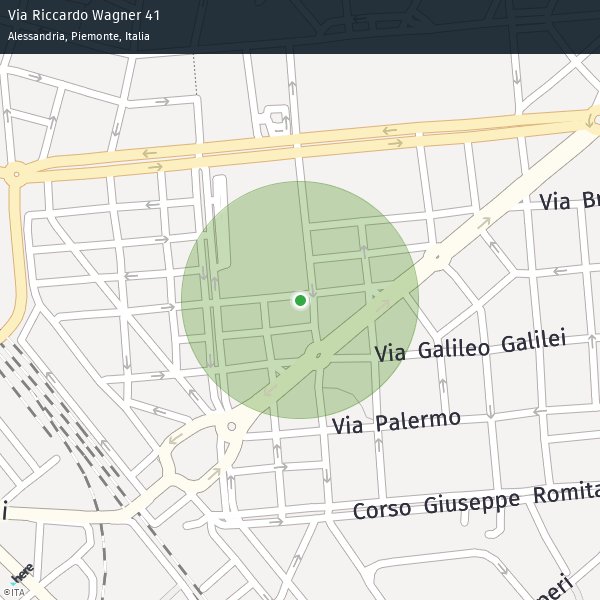 Via Riccardo Wagner 41
Alessandria, Piemonte, Italia
Via Br
Via Galileo Galilei
Via Palermo
Corso Giuseppe Romita
i
peri
here
©ITA